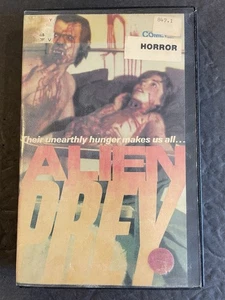 HORROR
Their unearthly hunger makes us all...
ALIEN
PREY